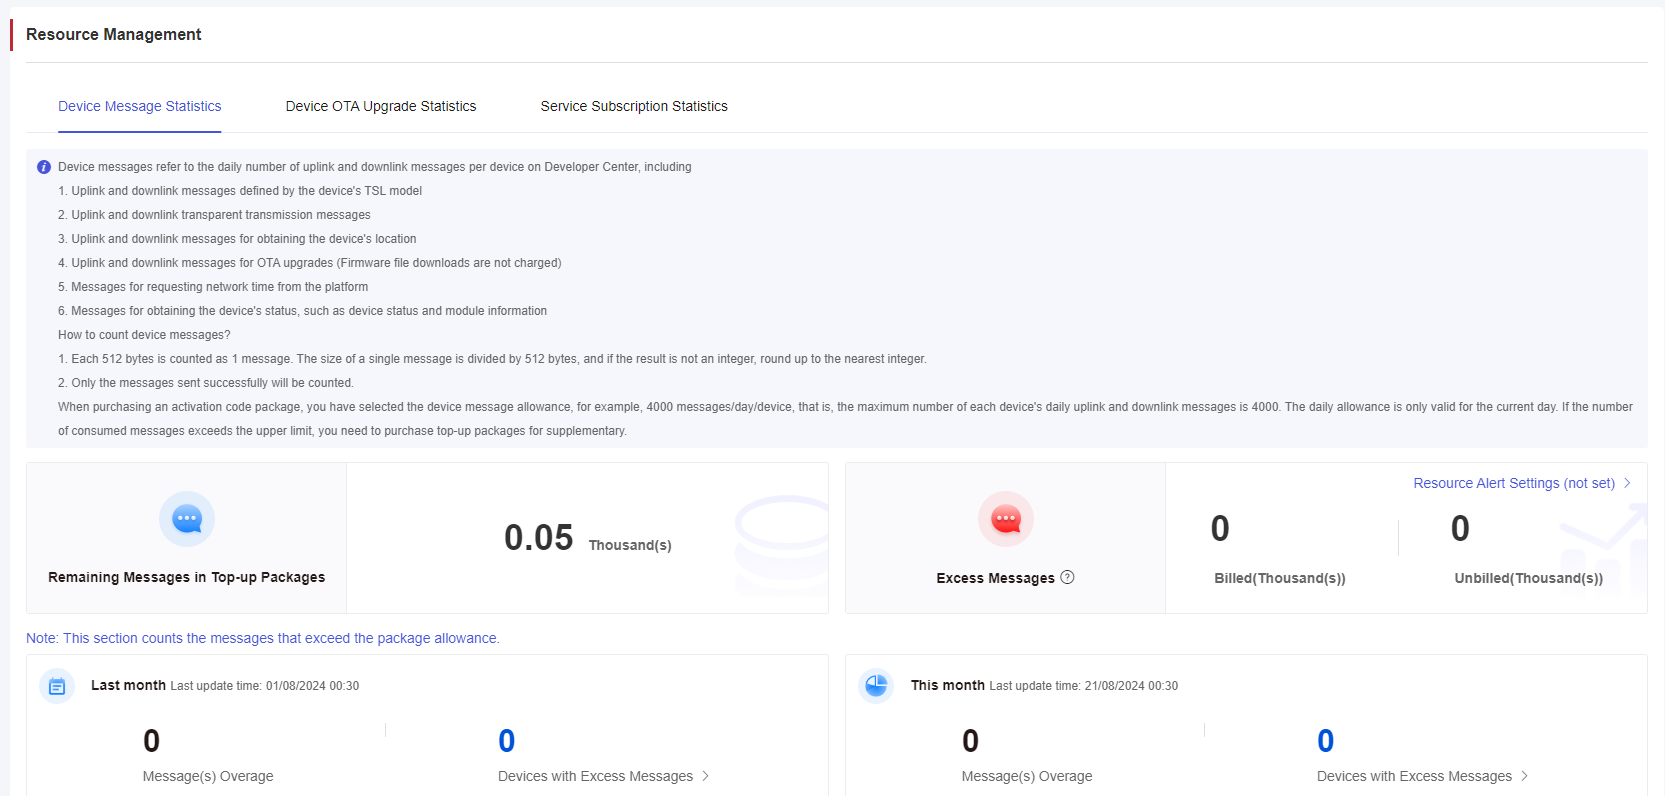 Resource Management
Device Message Statistics
Device OTA Upgrade Statistics
Service Subscription Statistics
Device messages refer to the daily number of uplink and downlink messages per device on Developer Center, including
1. Uplink and downlink messages defined by the device's TSL model
2. Uplink and downlink transparent transmission messages
3. Uplink and downlink messages for obtaining the device's location
4. Uplink and downlink messages for OTA upgrades (Firmware file downloads are not charged)
5. Messages for requesting network time from the platform
6. Messages for obtaining the device's status, such as device status and module information
How to count device messages?
1. Each 512 bytes is counted as 1 message. The size of a single message is divided by 512 bytes, and if the result is not an integer, round up to the nearest integer.
2. Only the messages sent successfully will be counted.
When purchasing an activation code package, you have selected the device message allowance, for example, 4000 messages/day/device, that is, the maximum number of each device's daily uplink and downlink messages is 4000. The daily allowance is only valid for the current day. If the number
of consumed messages exceeds the upper limit, you need to purchase top-up packages for supplementary.
Remaining Messages in Top-up Packages
0.05 Thousand(s)
Excess Messages
Resource Alert Settings (not set)
0
Billed(Thousand(s))
0
Unbilled(Thousand(s))
Note: This section counts the messages that exceed the package allowance.
Last month Last update time: 01/08/2024 00:30
0
Message(s) Overage
0
Devices with Excess Messages
This month Last update time: 21/08/2024 00:30
0
Message(s) Overage
0
Devices with Excess Messages